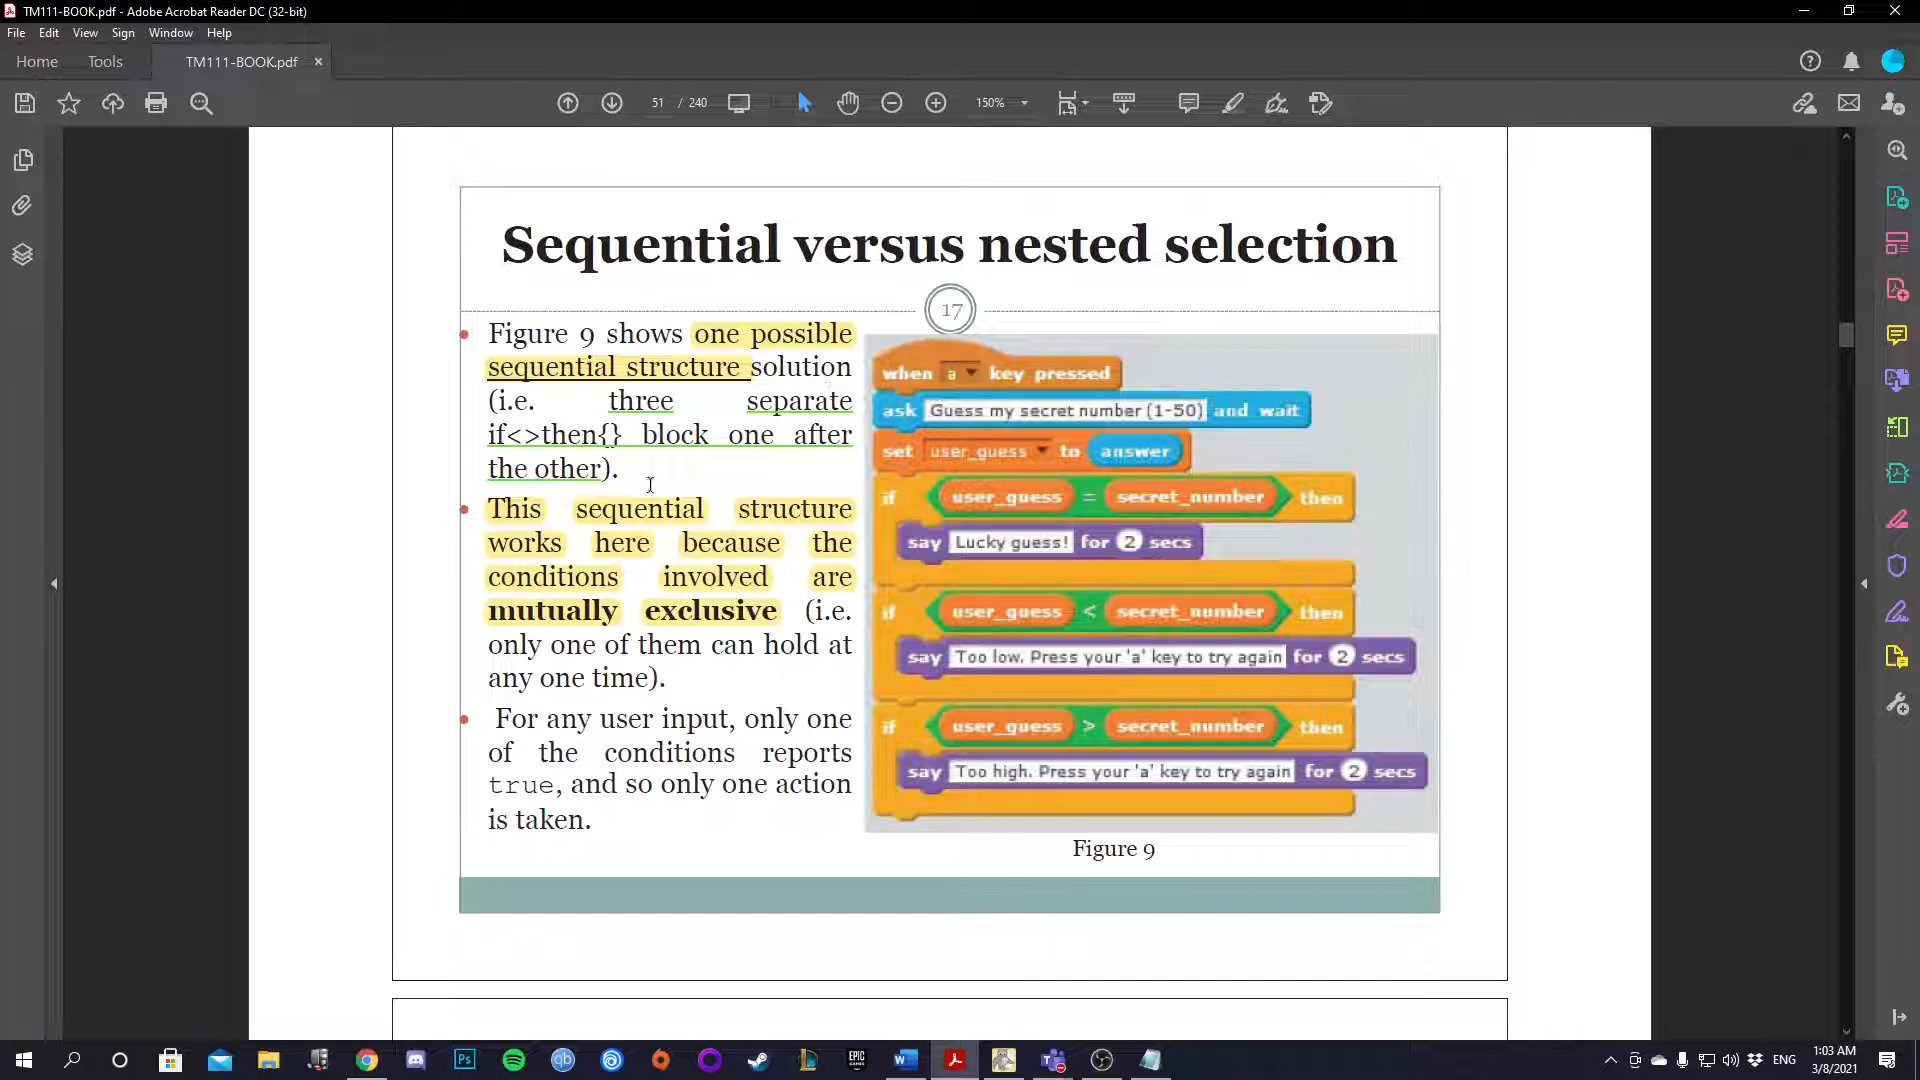 TM111-BOOK.pdf - Adobe Acrobat Reader DC (32-bit)
File Edit View Sign Window Help
Home Tools TM111-BOOK.pdf ×
51 / 240 150%
Sequential versus nested selection
17
• Figure 9 shows one possible
sequential structure solution
(i.e. three separate
if<>then{} block one after
the other).
• This sequential structure
works here because the
conditions involved are
mutually exclusive (i.e.
only one of them can hold at
any one time).
• For any user input, only one
of the conditions reports
true, and so only one action
is taken.
when a key pressed
ask Guess my secret number (1-50) and wait
set user_guess to answer
if user_guess = secret_number then
say Lucky guess! for 2 secs
if user_guess < secret_number then
say Too low. Press your 'a' key to try again for 2 secs
if user_guess > secret_number then
say Too high. Press your 'a' key to try again for 2 secs
Figure 9
Ps
qb
EPIC
GAMES
ENG
1:03 AM
3/8/2021